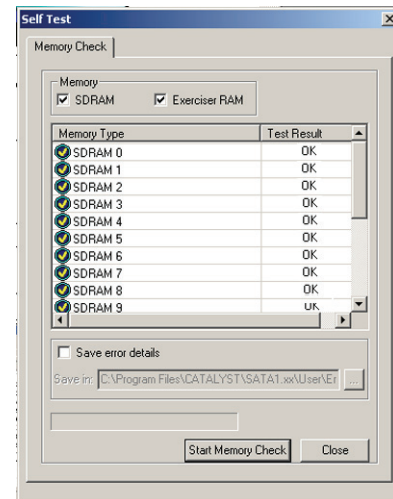 Self Test
Memory Check
Memory
SDRAM Exerciser RAM
Memory Type Test Result
SDRAM 0 OK
SDRAM 1 OK
SDRAM 2 OK
SDRAM 3 OK
SDRAM 4 OK
SDRAM 5 OK
SDRAM 6 OK
SDRAM 7 OK
SDRAM 8 OK
SDRAM 9 OK
Save error details
Save in: C:\Program Files\CATALYST\SATA1.xx\User\Er ...
Start Memory Check Close